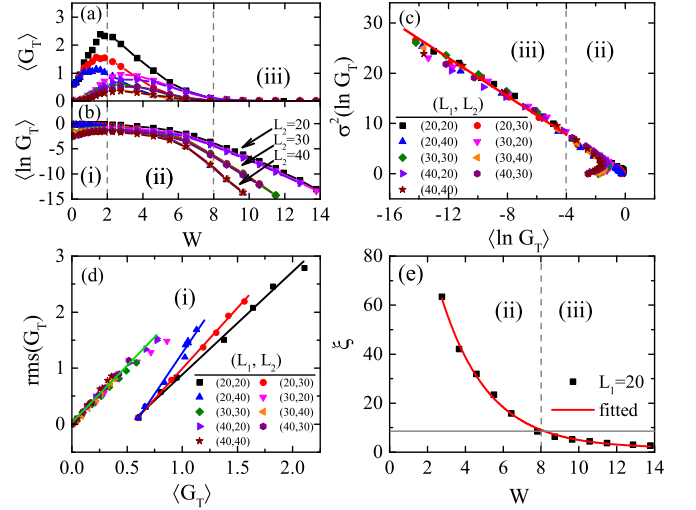 (a)
(iii)
⟨G_T⟩
3
2
1
0
(b)
L_2=20
L_2=30
L_2=40
(i)
(ii)
⟨ln G_T⟩
0
-5
-10
-15
0 2 4 6 8 10 12 14
W
(c)
(iii)
(ii)
σ²(ln G_T)
40
20
0
(L_1, L_2)
(20,20) (20,30)
(20,40) (30,20)
(30,30) (30,40)
(40,20) (40,30)
(40,40)
-16 -12 -8 -4 0
⟨ln G_T⟩
(d)
(i)
rms(G_T)
3
2
1
0
(L_1, L_2)
(20,20) (20,30)
(20,40) (30,20)
(30,30) (30,40)
(40,20) (40,30)
(40,40)
0.0 0.5 1.0 1.5 2.0
⟨G_T⟩
(e)
(ii)
(iii)
ξ
80
60
40
20
0
L_1=20
fitted
0 2 4 6 8 10 12 14
W